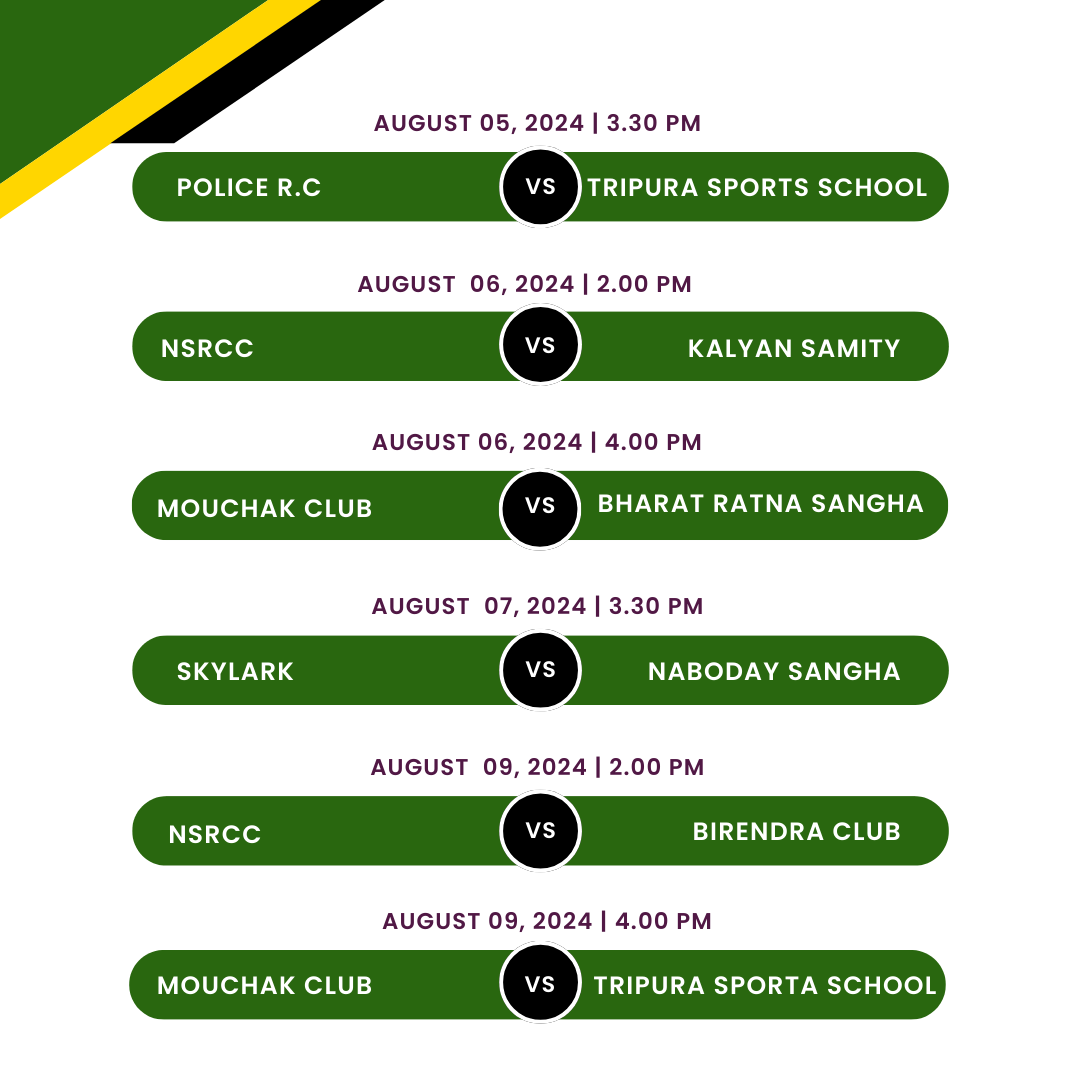 AUGUST 05, 2024 | 3.30 PM
POLICE R.C VS TRIPURA SPORTS SCHOOL
AUGUST 06, 2024 | 2.00 PM
NSRCC VS KALYAN SAMITY
AUGUST 06, 2024 | 4.00 PM
MOUCHAK CLUB VS BHARAT RATNA SANGHA
AUGUST 07, 2024 | 3.30 PM
SKYLARK VS NABODAY SANGHA
AUGUST 09, 2024 | 2.00 PM
NSRCC VS BIRENDRA CLUB
AUGUST 09, 2024 | 4.00 PM
MOUCHAK CLUB VS TRIPURA SPORTA SCHOOL